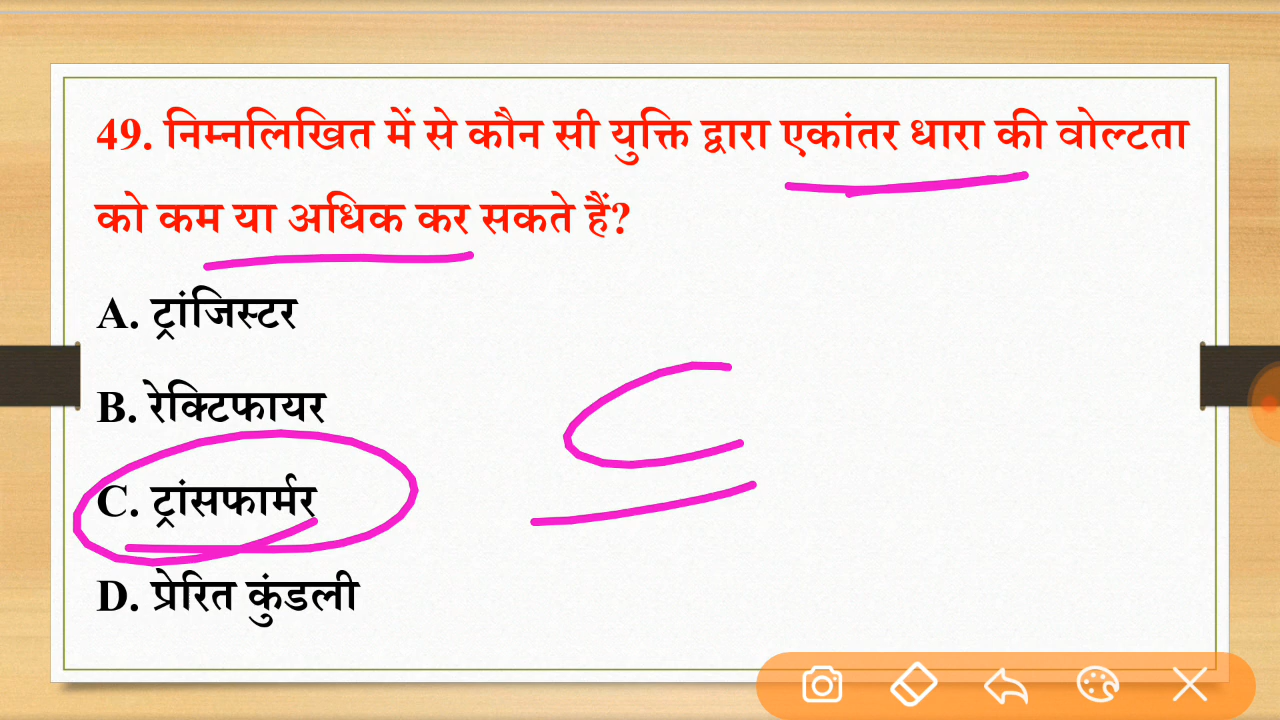 49. निम्नलिखित में से कौन सी युक्ति द्वारा एकांतर धारा की वोल्टता
को कम या अधिक कर सकते हैं?
A. ट्रांजिस्टर
B. रेक्टिफायर
C. ट्रांसफार्मर
C
D. प्रेरित कुंडली